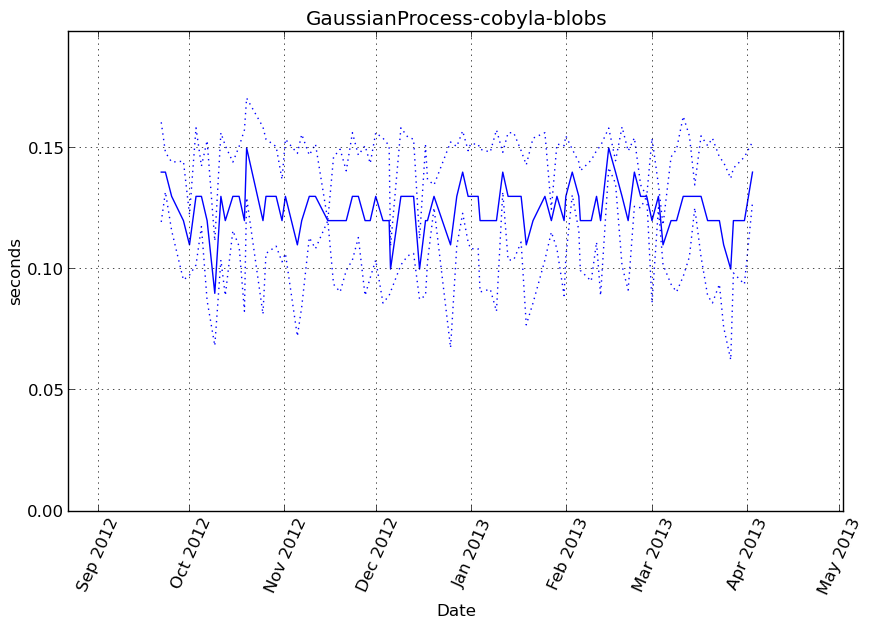 GaussianProcess-cobyla-blobs
0.15
0.10
0.05
0.00
seconds
Sep 2012
Oct 2012
Nov 2012
Dec 2012
Jan 2013
Feb 2013
Mar 2013
Apr 2013
May 2013
Date